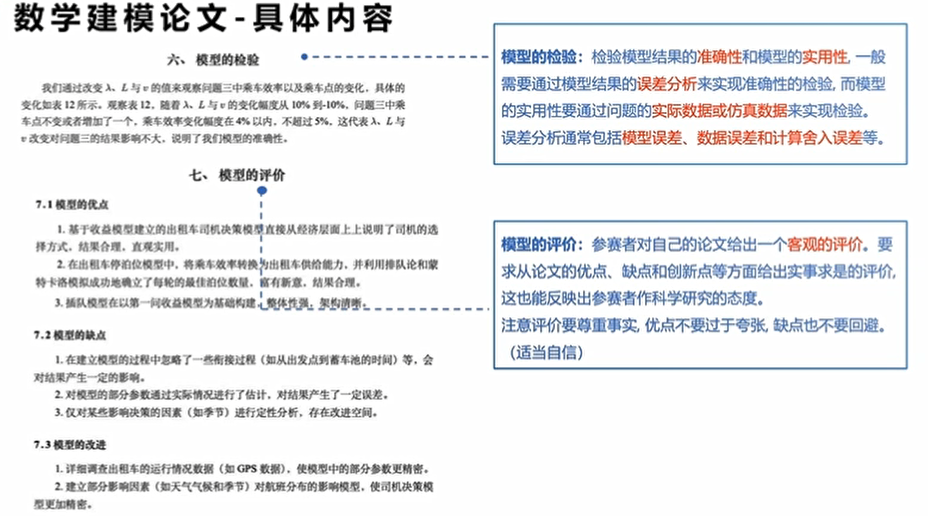 数学建模论文-具体内容
六、 模型的检验
我们通过改变 λ、L 与 v 的值来观察问题三中乘车效率以及乘车点的变化，具体的
变化如表 12 所示。观察表 12，随着 λ、L 与 v 的变化幅度从 10% 到-10%，问题三中乘
车点不变或者增加了一个，乘车效率变化幅度在 4% 以内，不超过 5%，这代表 λ、L 与
v 改变对问题三的结果影响不大，说明了我们模型的准确性。
七、 模型的评价
7.1 模型的优点
1. 基于收益模型建立的出租车司机决策模型直接从经济层面上上说明了司机的选
择方式，结果合理，直观实用。
2. 在出租车停泊位模型中，将乘车效率转换为出租车供给能力，并利用排队论和蒙
特卡洛模拟成功地确立了每轮的最佳泊位数量，富有新意，结果合理。
3. 插队模型在以第一问收益模型为基础构建，整体性强，架构清晰。
7.2 模型的缺点
1. 在建立模型的过程中忽略了一些衔接过程（如从出发点到蓄车池的时间）等，会
对结果产生一定的影响。
2. 对模型的部分参数通过实际情况进行了估计，对结果产生了一定误差。
3. 仅对某些影响决策的因素（如季节）进行定性分析，存在改进空间。
7.3 模型的改进
1. 详细调查出租车的运行情况数据（如 GPS 数据），使模型中的部分参数更精密。
2. 建立部分影响因素（如天气气候和季节）对航班分布的影响模型，使司机决策模
型更加精密。
模型的检验：检验模型结果的准确性和模型的实用性, 一般
需要通过模型结果的误差分析来实现准确性的检验, 而模型
的实用性要通过问题的实际数据或仿真数据来实现检验。
误差分析通常包括模型误差、数据误差和计算舍入误差等。
模型的评价：参赛者对自己的论文给出一个客观的评价。要
求从论文的优点、缺点和创新点等方面给出实事求是的评价,
这也能反映出参赛者作科学研究的态度。
注意评价要尊重事实, 优点不要过于夸张, 缺点也不要回避。
（适当自信）